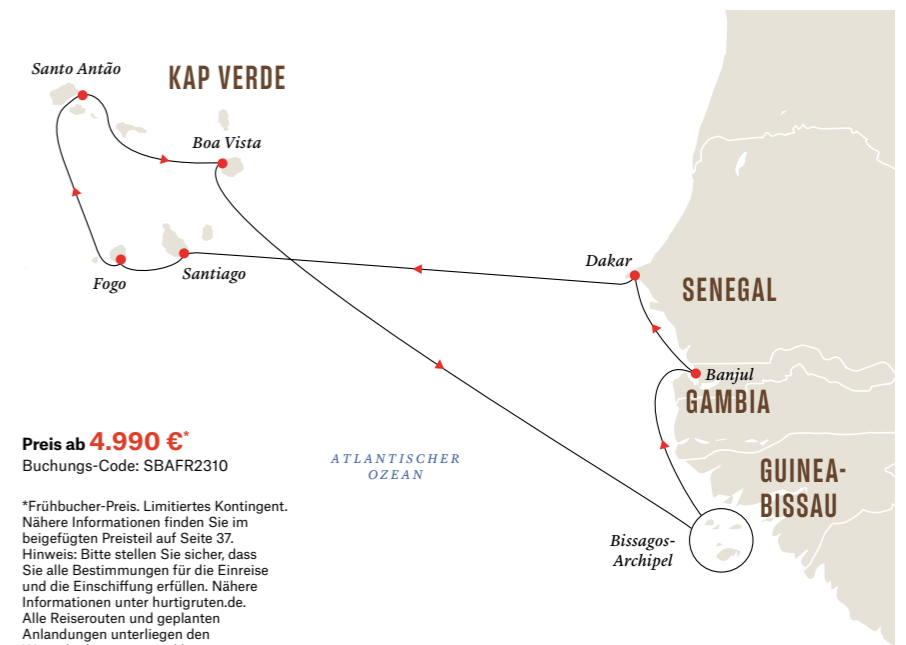 Santo Antão
KAP VERDE
Boa Vista
Fogo
Santiago
Dakar
SENEGAL
Banjul
GAMBIA
GUINEA-
BISSAU
Bissagos-
Archipel
ATLANTISCHER
OZEAN
Preis ab 4.990 €*
Buchungs-Code: SBAFR2310
*Frühbucher-Preis. Limitiertes Kontingent.
Nähere Informationen finden Sie im
beigefügten Preisteil auf Seite 37.
Hinweis: Bitte stellen Sie sicher, dass
Sie alle Bestimmungen für die Einreise
und die Einschiffung erfüllen. Nähere
Informationen unter hurtigruten.de.
Alle Reiserouten und geplanten
Anlandungen unterliegen den